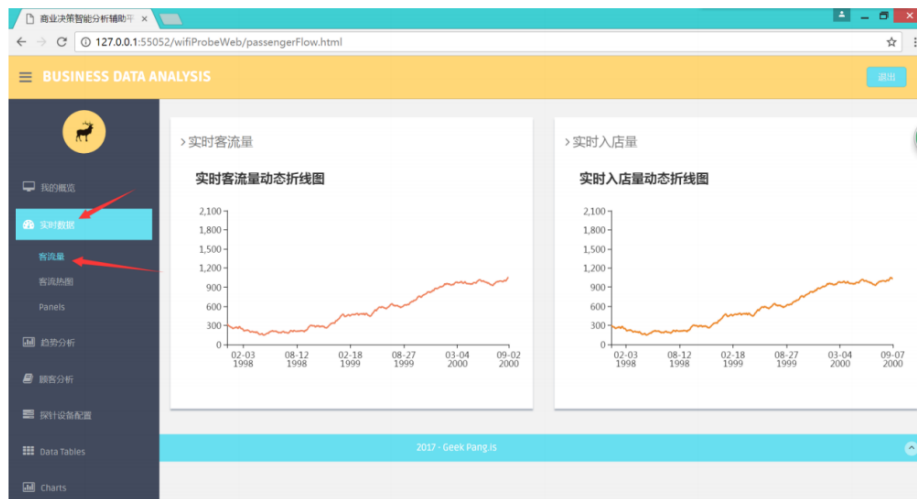 商业决策智能分析辅助平
127.0.0.1:55052/wifiProbeWeb/passengerFlow.html
BUSINESS DATA ANALYSIS
退出
我的概览
实时数据
客流量
客流热图
Panels
趋势分析
顾客分析
探针设备配置
Data Tables
Charts
实时客流量
实时客流量动态折线图
2,100
1,800
1,500
1,200
900
600
300
0
02-03 08-12 02-18 08-27 03-04 09-02
1998 1998 1999 1999 2000 2000
实时入店量
实时入店量动态折线图
2,100
1,800
1,500
1,200
900
600
300
0
02-03 08-12 02-18 08-27 03-04 09-07
1998 1998 1999 1999 2000 2000
2017 - Geek Pang.Js